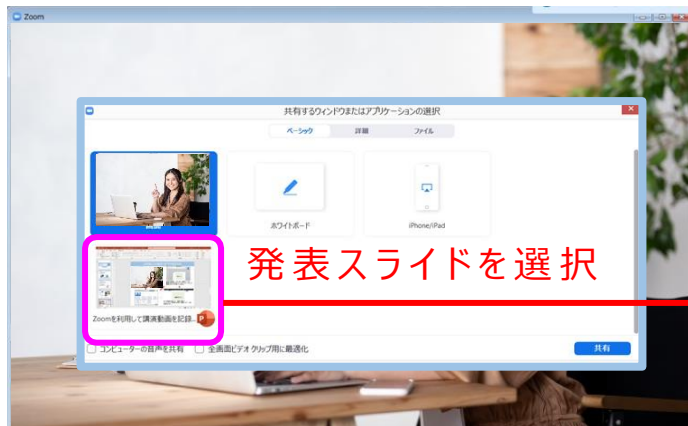 Zoom
共有するウィンドウまたはアプリケーションの選択
ベーシック 詳細 ファイル
ホワイトボード iPhone/iPad
発表スライドを選択
Zoomを利用して講演動画を記録...
P
コンピューターの音声を共有 全画面ビデオ クリップ用に最適化 共有